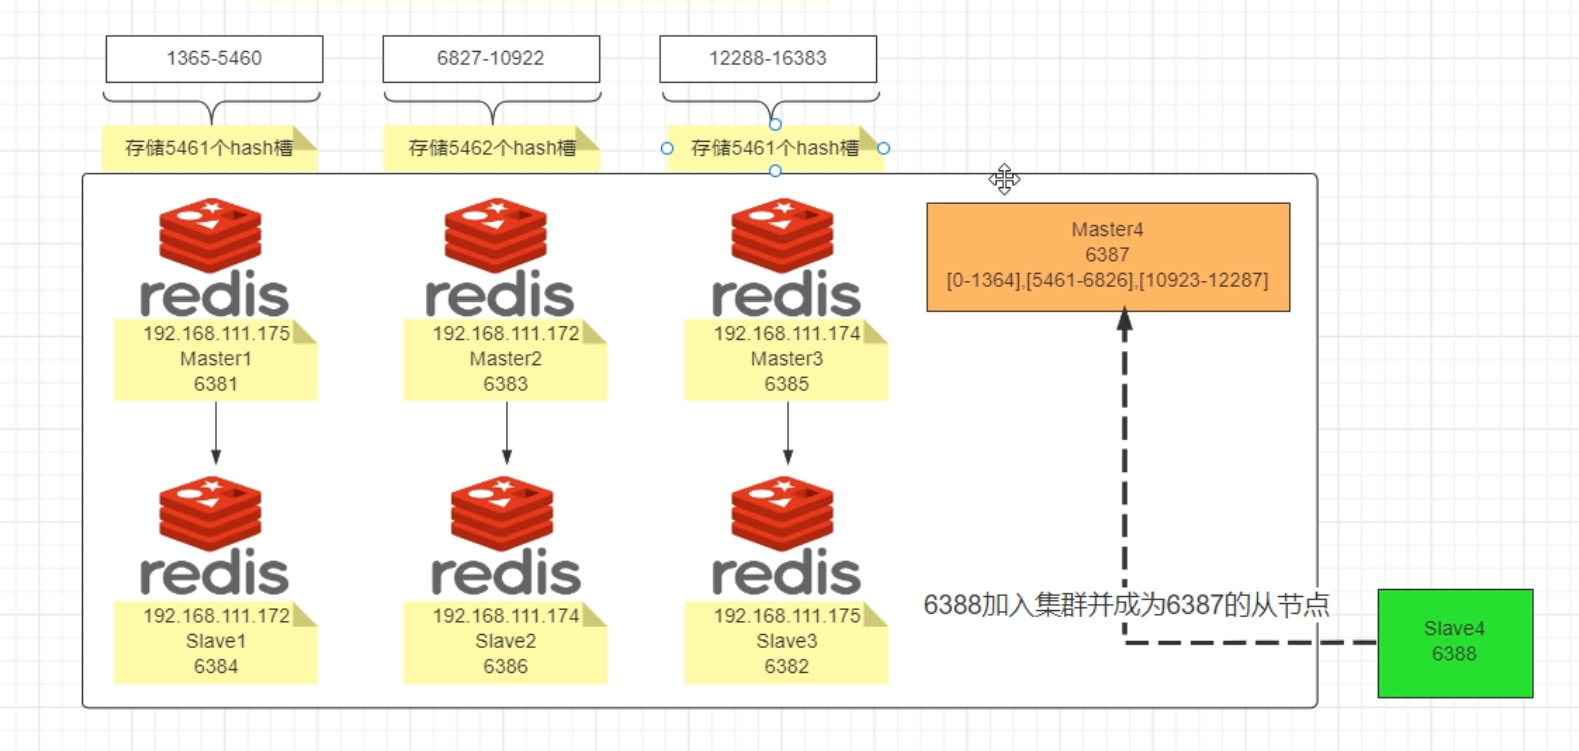 1365-5460
6827-10922
12288-16383
存储5461个hash槽
存储5462个hash槽
存储5461个hash槽
redis
192.168.111.175
Master1
6381
redis
192.168.111.172
Master2
6383
redis
192.168.111.174
Master3
6385
Master4
6387
[0-1364],[5461-6826],[10923-12287]
redis
192.168.111.172
Slave1
6384
redis
192.168.111.174
Slave2
6386
redis
192.168.111.175
Slave3
6382
6388加入集群并成为6387的从节点
Slave4
6388